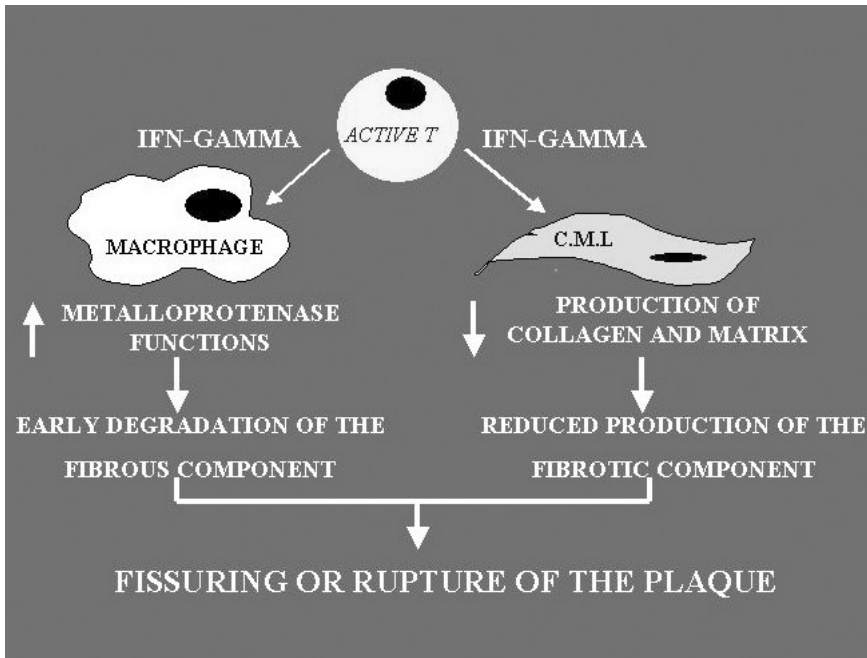 ACTIVE T
IFN-GAMMA
IFN-GAMMA
MACROPHAGE
C.M.L
METALLOPROTEINASE
FUNCTIONS
PRODUCTION OF
COLLAGEN AND MATRIX
EARLY DEGRADATION OF THE
FIBROUS COMPONENT
REDUCED PRODUCTION OF THE
FIBROTIC COMPONENT
FISSURING OR RUPTURE OF THE PLAQUE